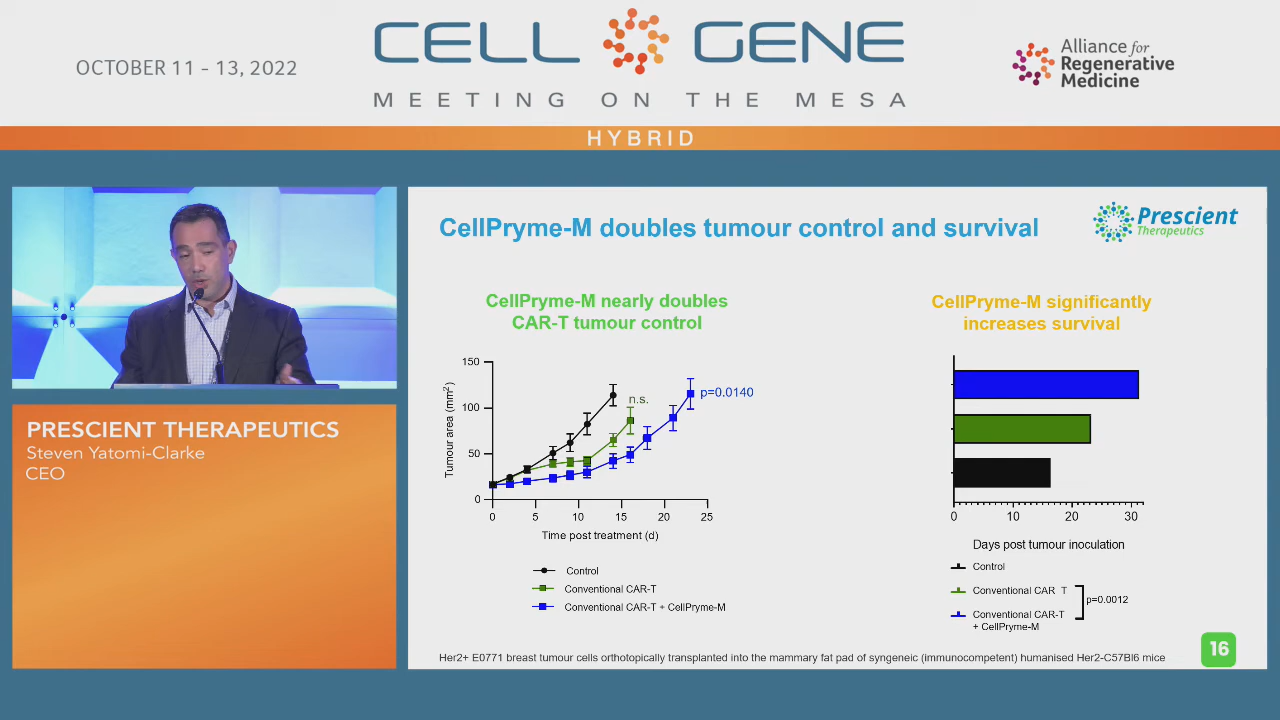 OCTOBER 11 - 13, 2022
CELL GENE
MEETING ON THE MESA
Alliance for
Regenerative
Medicine
HYBRID
PRESCIENT THERAPEUTICS
Steven Yatomi-Clarke
CEO
CellPryme-M doubles tumour control and survival
Prescient
Therapeutics
CellPryme-M nearly doubles
CAR-T tumour control
150
100
50
0
Tumour area (mm²)
n.s.
p=0.0140
0 5 10 15 20 25
Time post treatment (d)
Control
Conventional CAR-T
Conventional CAR-T + CellPryme-M
CellPryme-M significantly
increases survival
0 10 20 30
Days post tumour inoculation
Control
Conventional CAR T
Conventional CAR-T
+ CellPryme-M
p=0.0012
Her2+ E0771 breast tumour cells orthotopically transplanted into the mammary fat pad of syngeneic (immunocompetent) humanised Her2-C57Bl6 mice
16